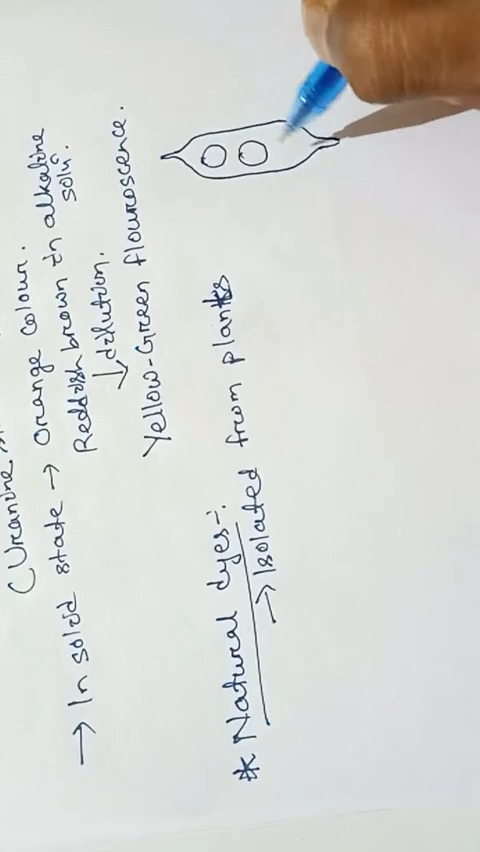 (Uranine
→ In solid state → Orange Colour.
Reddish brown in alkaline
soln.
↓ dilution.
Yellow-Green flouroscence.
* Natural dyes-:
→ Isolated from plants